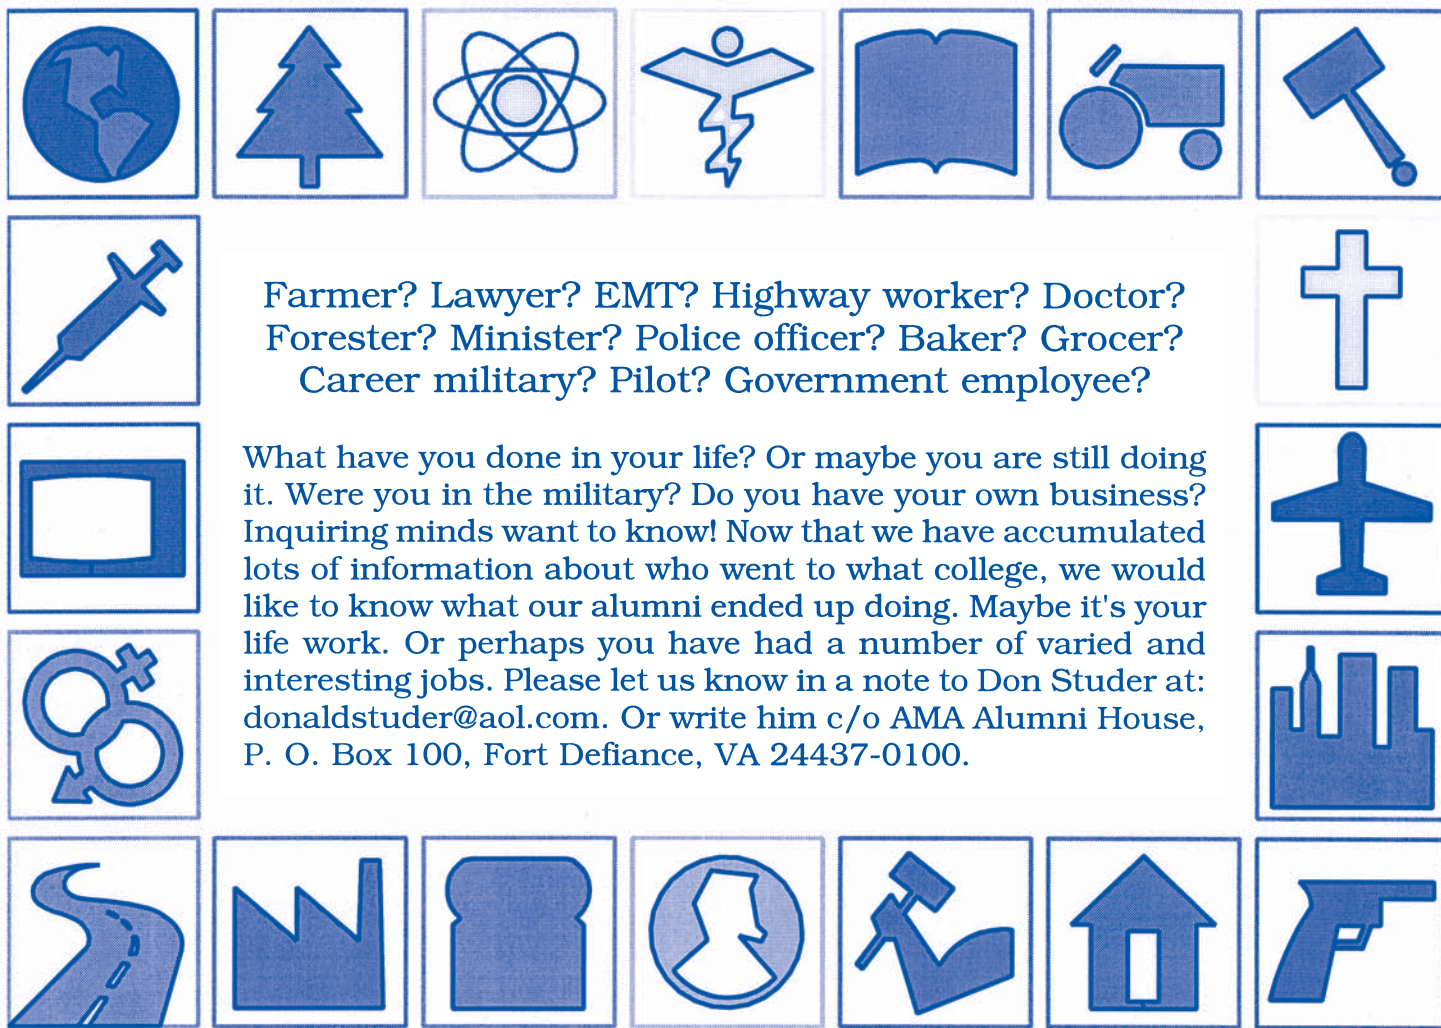 Farmer? Lawyer? EMT? Highway worker? Doctor?
Forester? Minister? Police officer? Baker? Grocer?
Career military? Pilot? Government employee?
What have you done in your life? Or maybe you are still doing
it. Were you in the military? Do you have your own business?
Inquiring minds want to know! Now that we have accumulated
lots of information about who went to what college, we would
like to know what our alumni ended up doing. Maybe it's your
life work. Or perhaps you have had a number of varied and
interesting jobs. Please let us know in a note to Don Studer at:
donaldstuder@aol.com. Or write him c/o AMA Alumni House,
P. O. Box 100, Fort Defiance, VA 24437-0100.